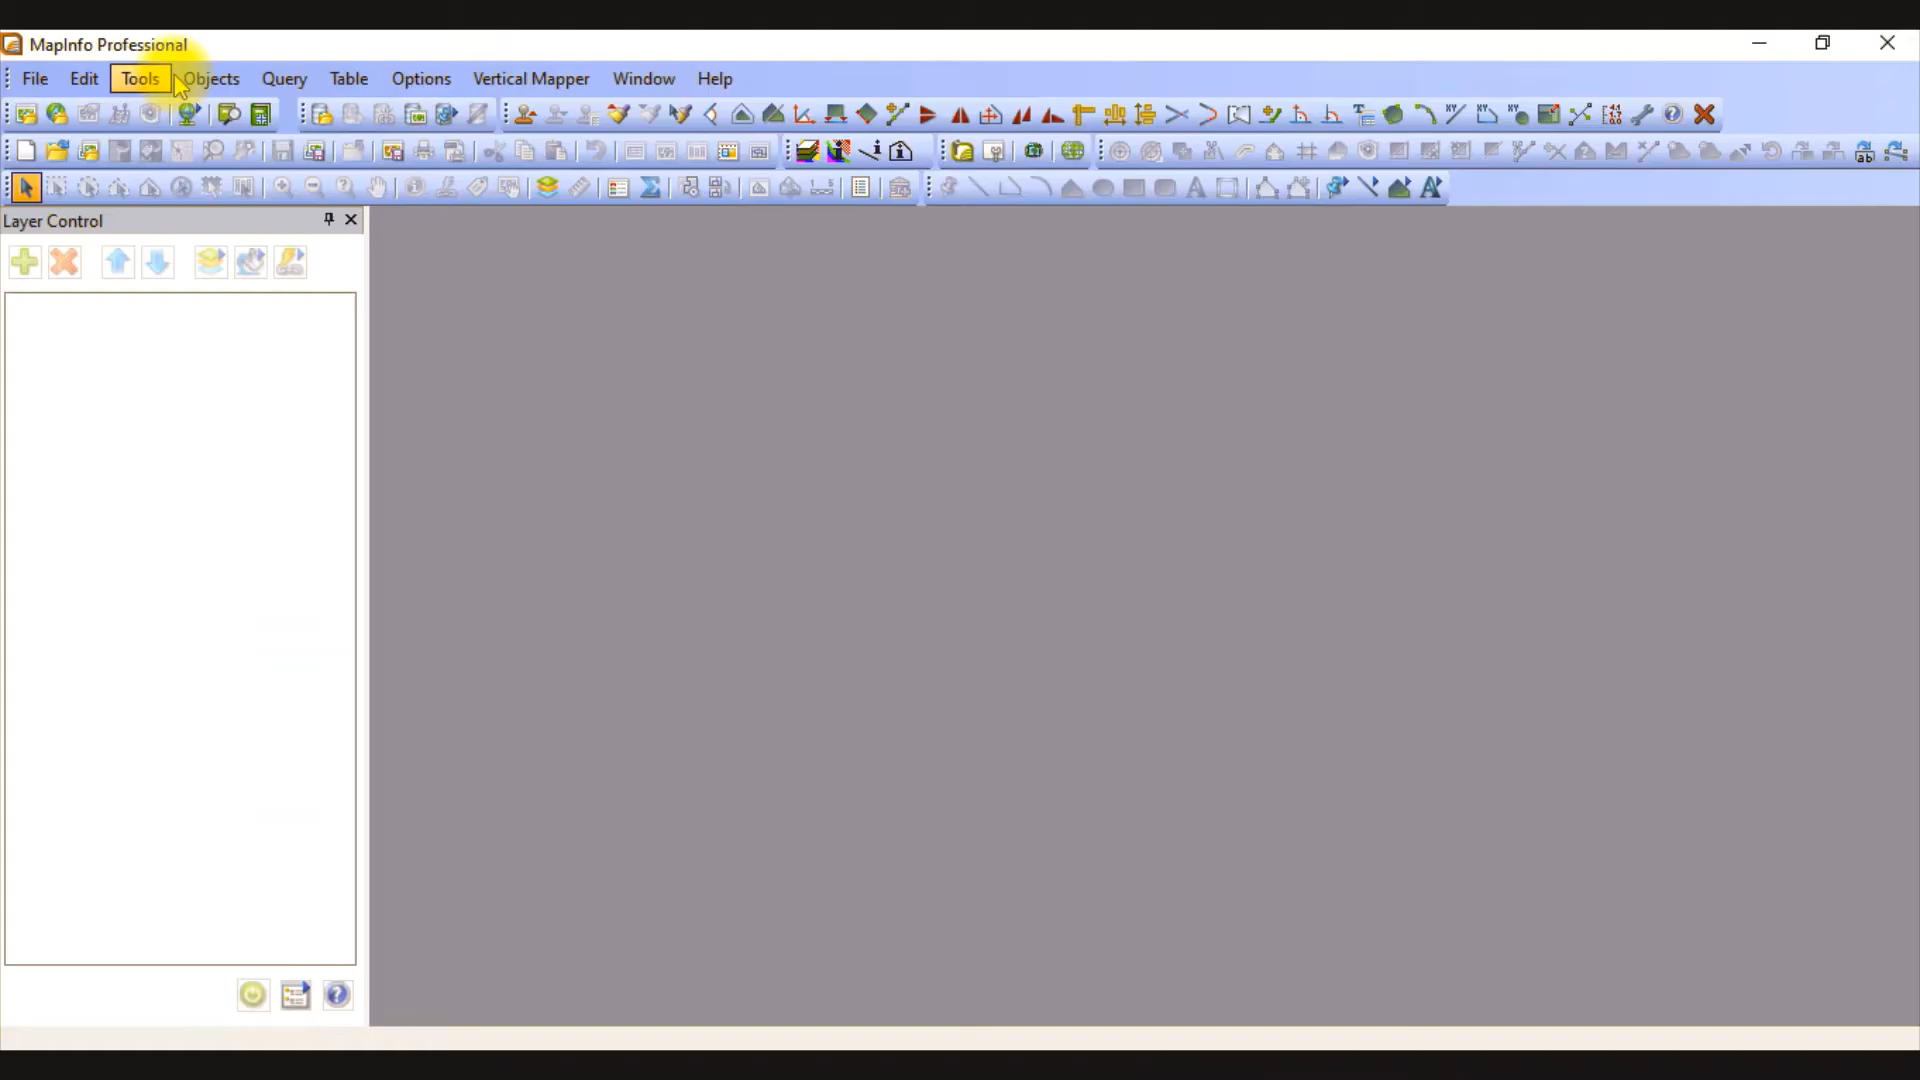 MapInfo Professional
File Edit Tools Objects Query Table Options Vertical Mapper Window Help
Layer Control